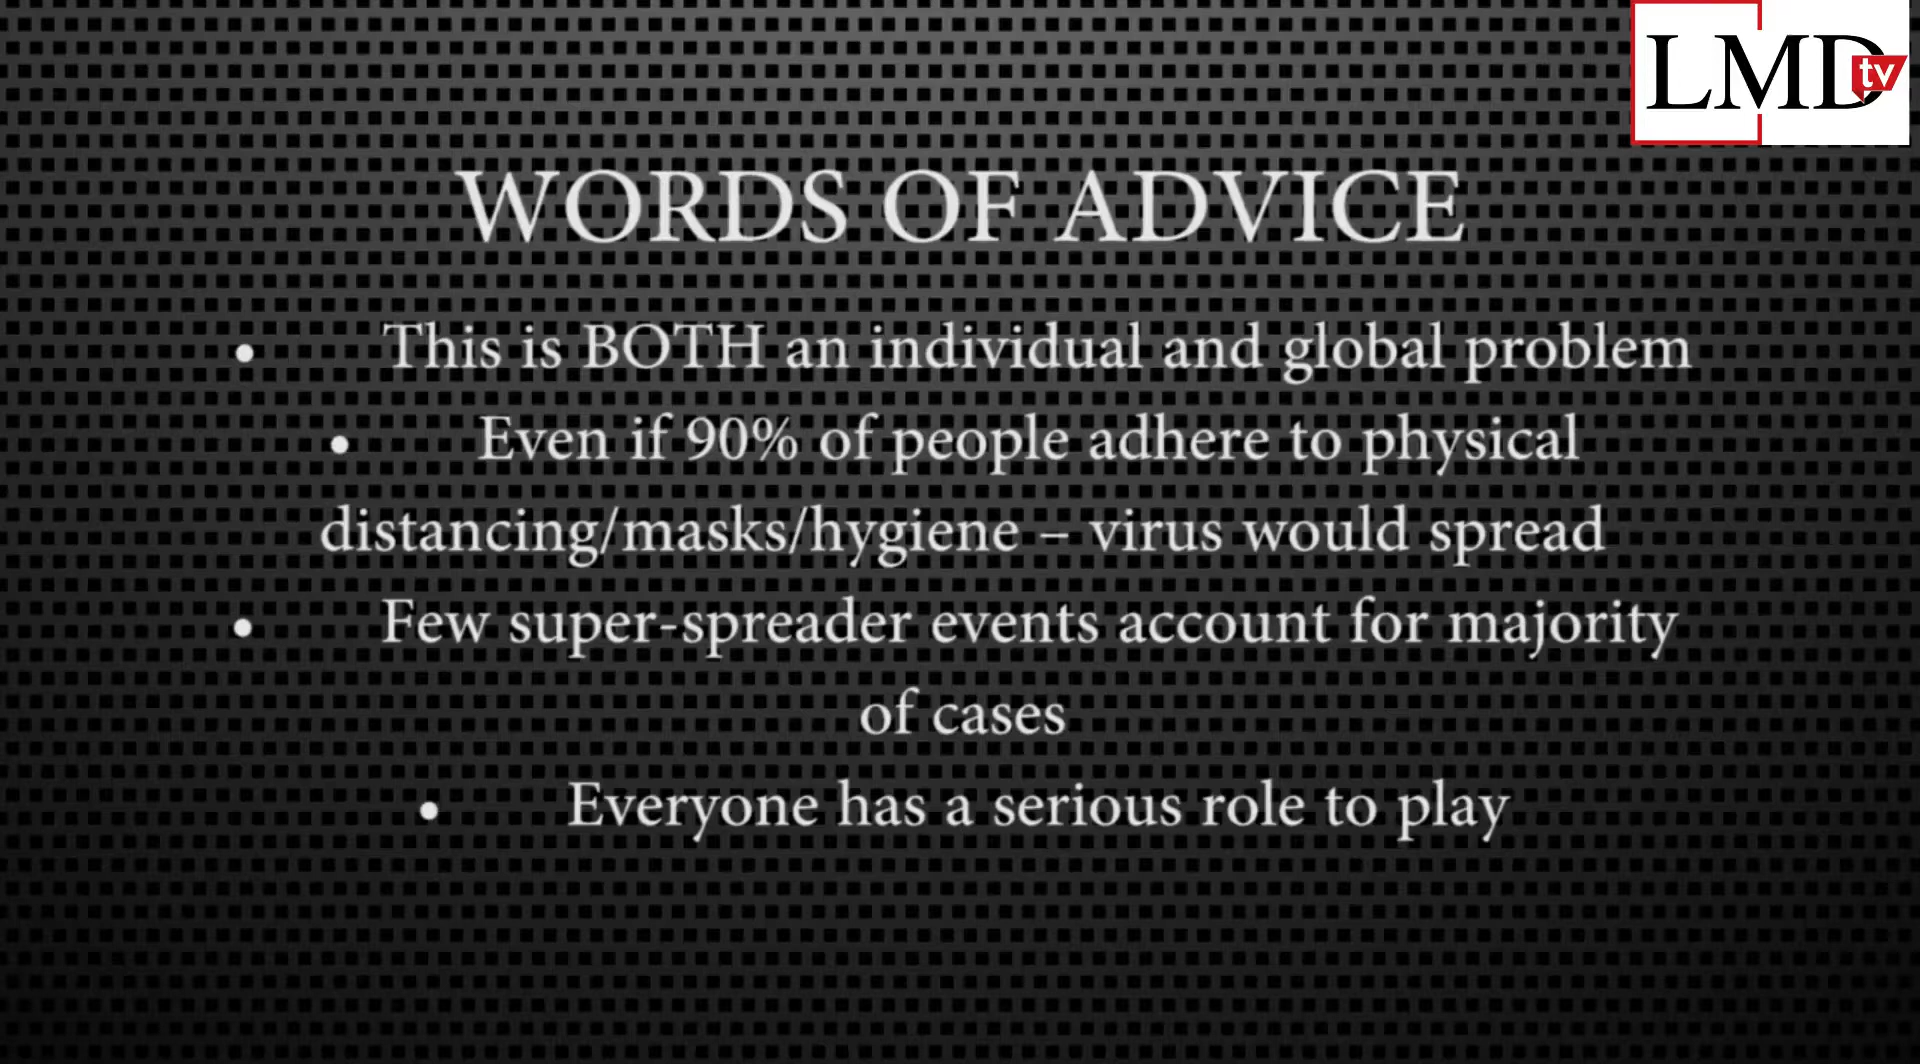 LMD tv
WORDS OF ADVICE
• This is BOTH an individual and global problem
• Even if 90% of people adhere to physical
distancing/masks/hygiene – virus would spread
• Few super-spreader events account for majority
of cases
• Everyone has a serious role to play